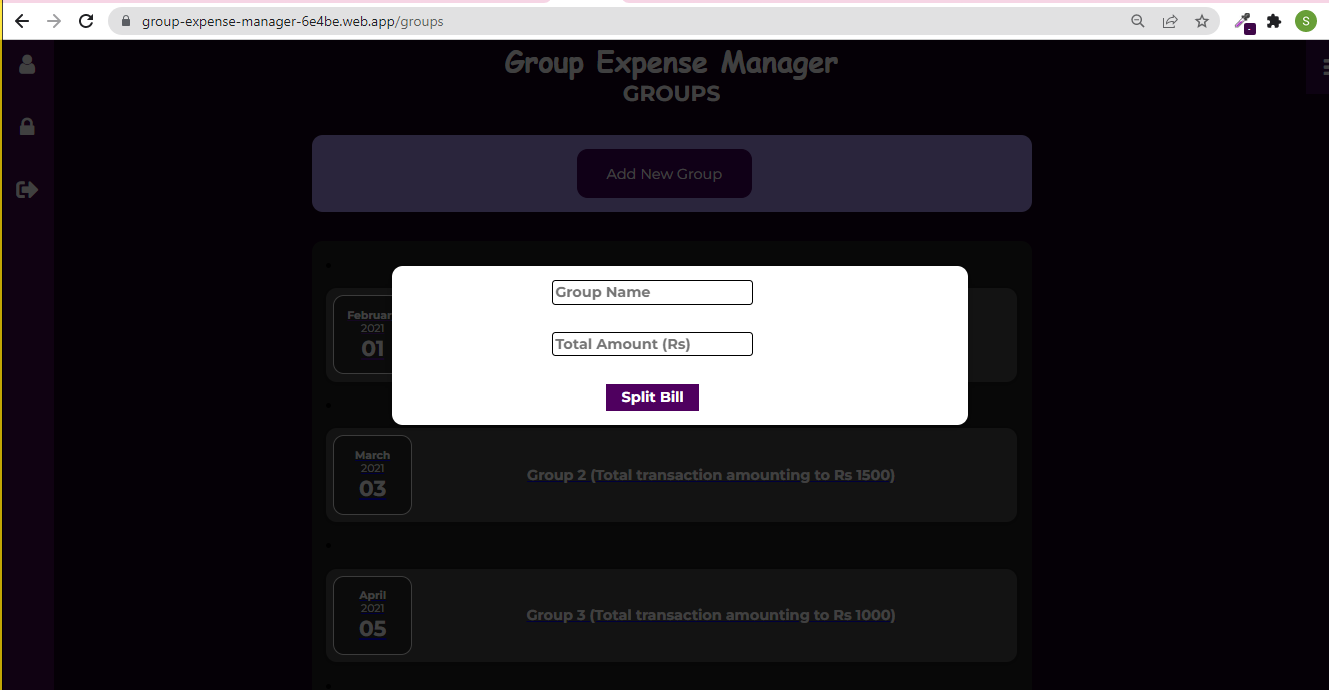 group-expense-manager-6e4be.web.app/groups
S
Group Expense Manager
GROUPS
Add New Group
Group Name
Total Amount (Rs)
Split Bill
Februar
2021
01
March
2021
03
Group 2 (Total transaction amounting to Rs 1500)
April
2021
05
Group 3 (Total transaction amounting to Rs 1000)